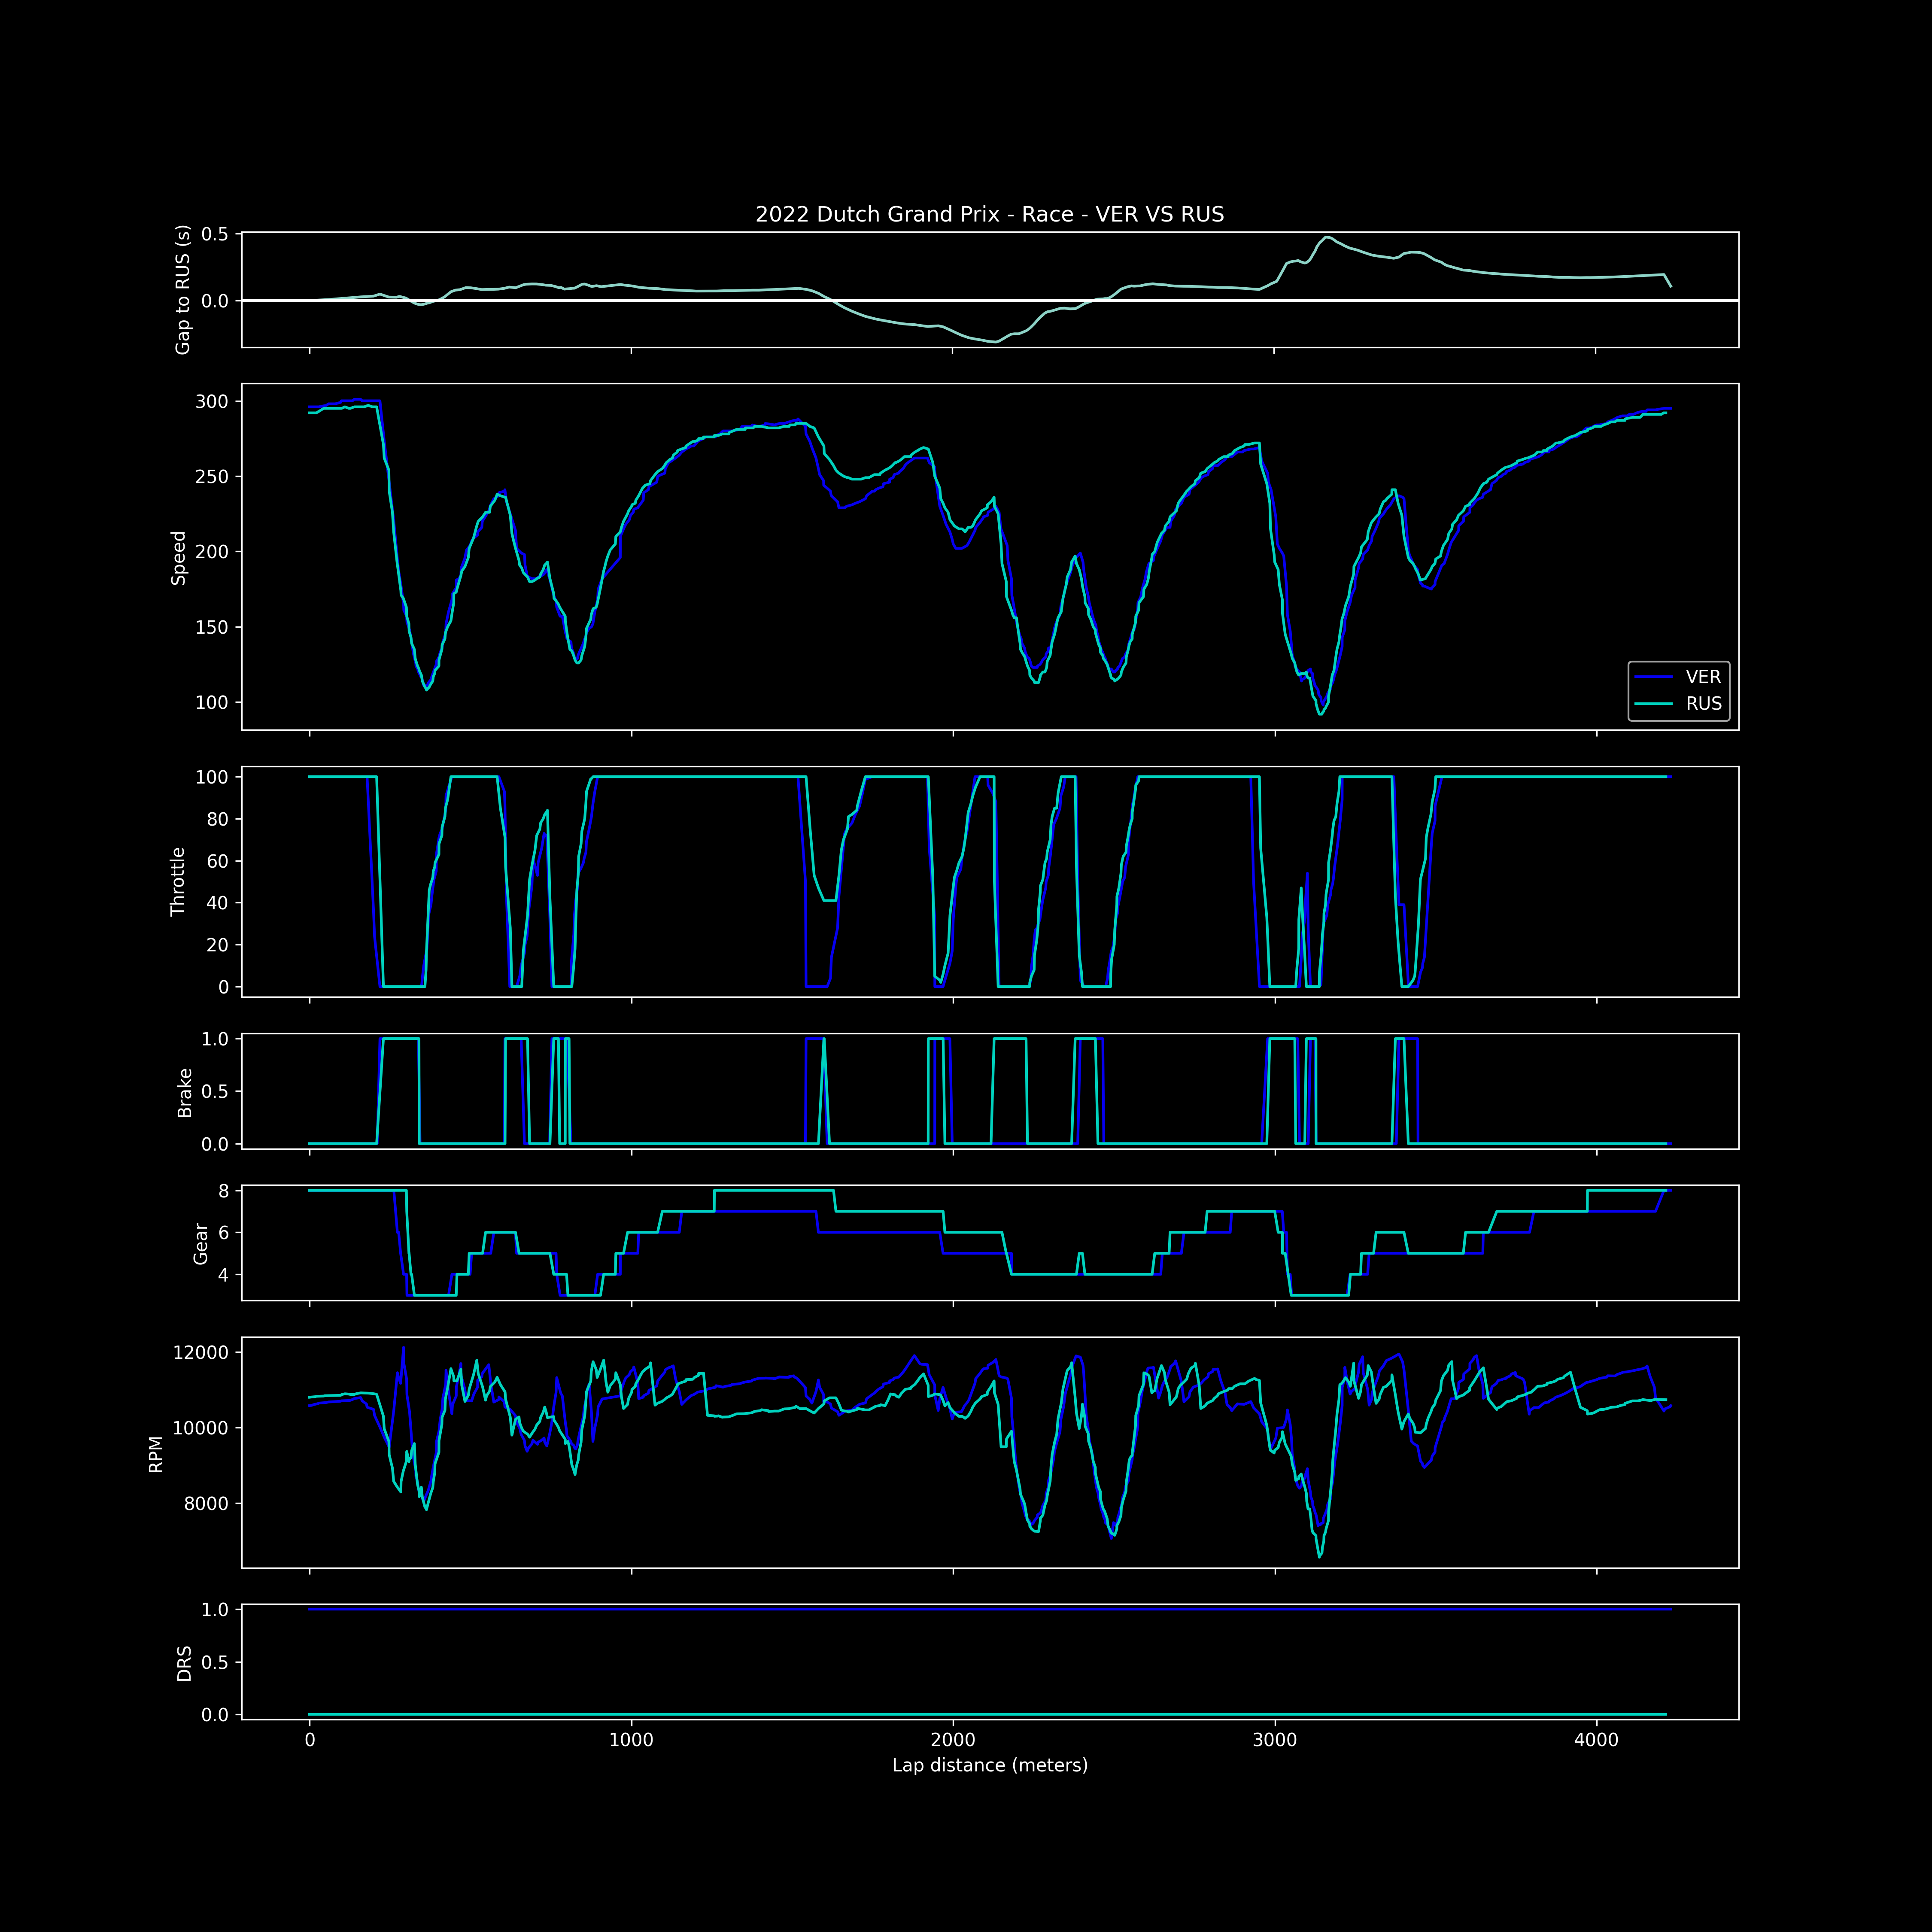 2022 Dutch Grand Prix - Race - VER VS RUS
Gap to RUS (s)
0.5
0.0
Speed
300
250
200
150
100
VER
RUS
Throttle
100
80
60
40
20
0
Brake
1.0
0.5
0.0
Gear
8
6
4
RPM
12000
10000
8000
DRS
1.0
0.5
0.0
0 1000 2000 3000 4000
Lap distance (meters)